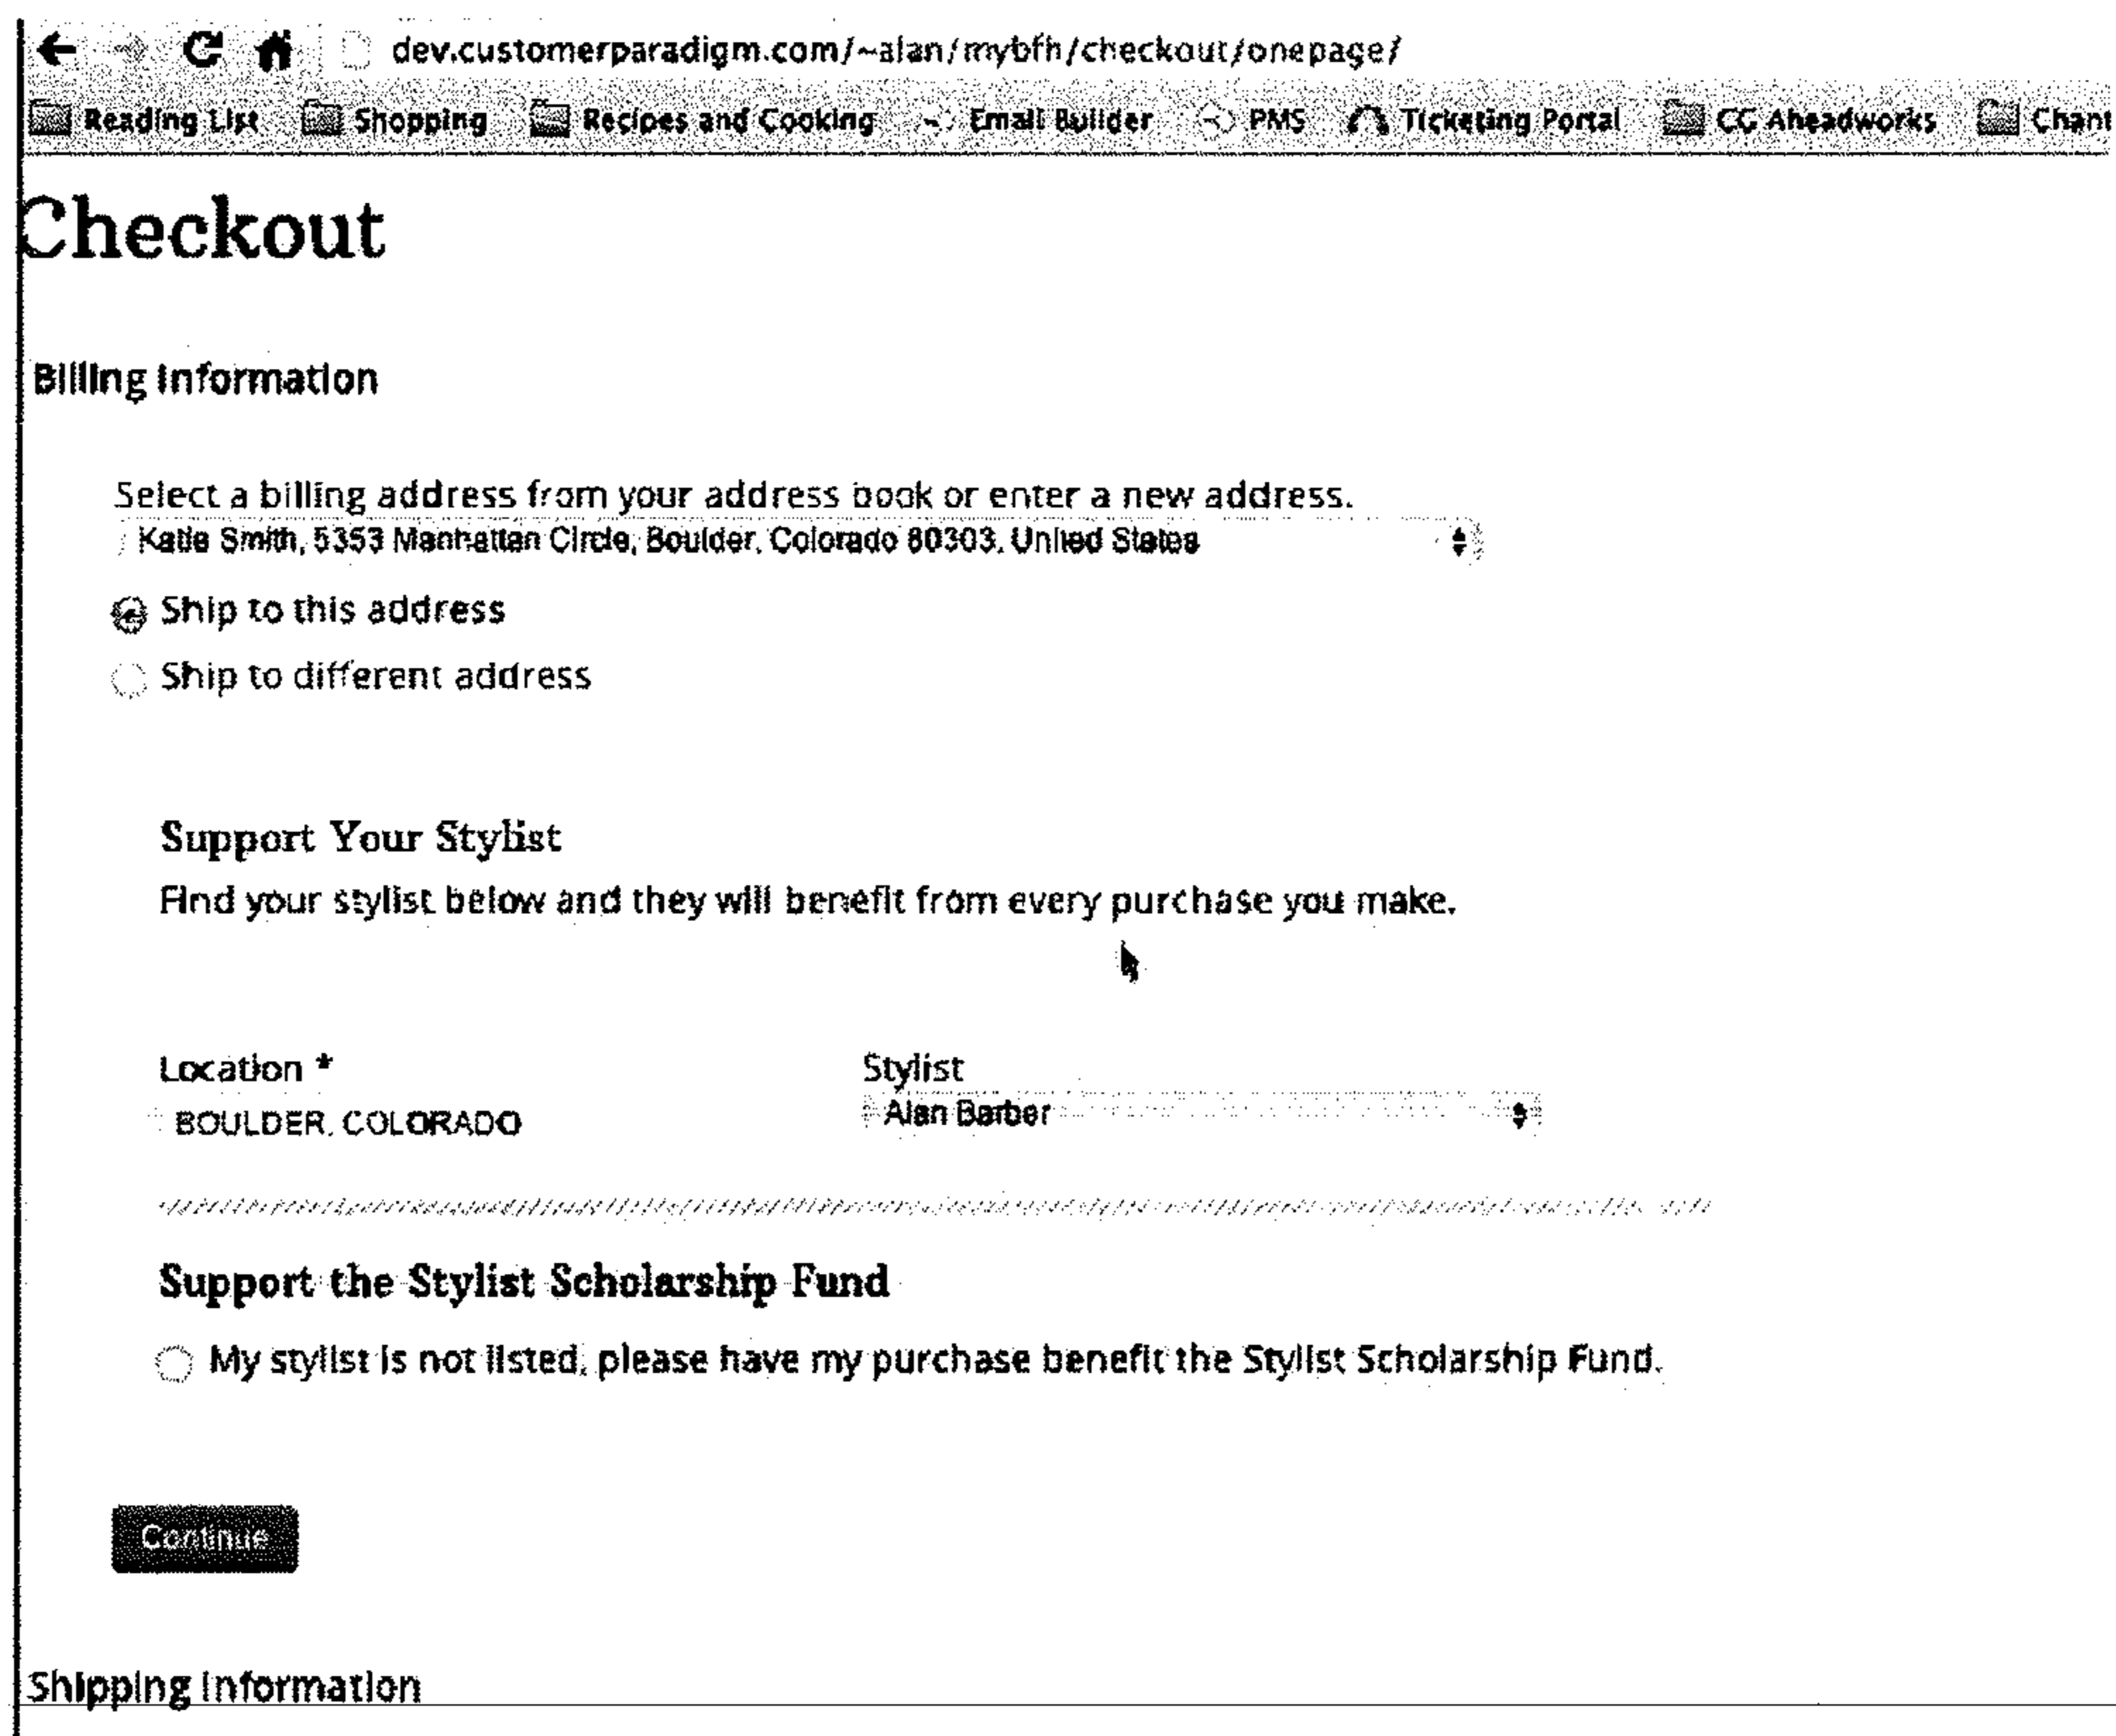 dev.customerparadigm.com/~alan/mybfh/checkout/onepage/
Reading List Shopping Recipes and Cooking Email Builder PMS Ticketing Portal CG Aheadworks Chant
Checkout
Billing Information
Select a billing address from your address book or enter a new address.
Katie Smith, 5353 Manhattan Circle, Boulder, Colorado 80303, United States
Ship to this address
Ship to different address
Support Your Stylist
Find your stylist below and they will benefit from every purchase you make.
Location * Stylist
BOULDER, COLORADO Alan Barber
Support the Stylist Scholarship Fund
My stylist is not listed, please have my purchase benefit the Stylist Scholarship Fund.
Continue
Shipping Information